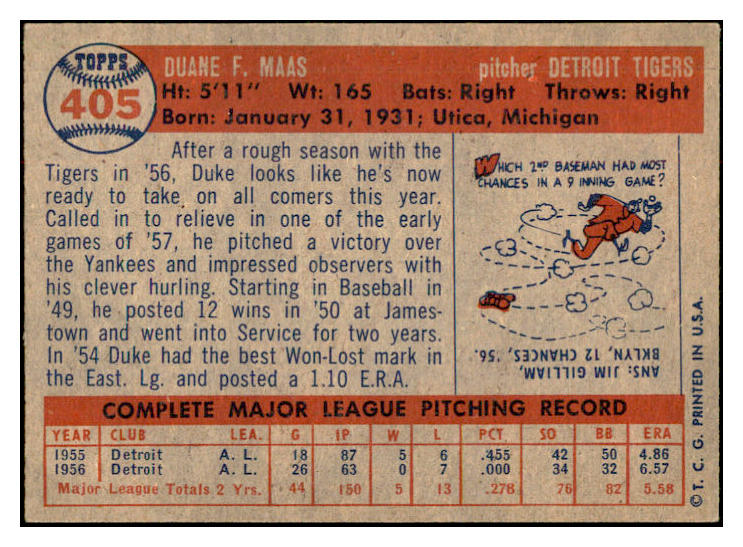 TOPPS
405
DUANE F. MAAS pitcher DETROIT TIGERS
Ht: 5'11" Wt: 165 Bats: Right Throws: Right
Born: January 31, 1931; Utica, Michigan
After a rough season with the
Tigers in '56, Duke looks like he's now
ready to take on all comers this year.
Called in to relieve in one of the early
games of '57, he pitched a victory over
the Yankees and impressed observers with
his clever hurling. Starting in Baseball in
'49, he posted 12 wins in '50 at James-
town and went into Service for two years.
In '54 Duke had the best Won-Lost mark in
the East. Lg. and posted a 1.10 E.R.A.
WHICH 2ND BASEMAN HAD MOST
CHANCES IN A 9 INNING GAME?
ANS: JIM GILLIAM,
BKLYN, 12 CHANCES, '56.
COMPLETE MAJOR LEAGUE PITCHING RECORD
YEAR CLUB LEA. G IP W L PCT. SO BB ERA
1955 Detroit A. L. 18 87 5 6 .455 42 50 4.86
1956 Detroit A. L. 26 63 0 7 .000 34 32 6.57
Major League Totals 2 Yrs. 44 150 5 13 .278 76 82 5.58
©T. C. G. PRINTED IN U.S.A.